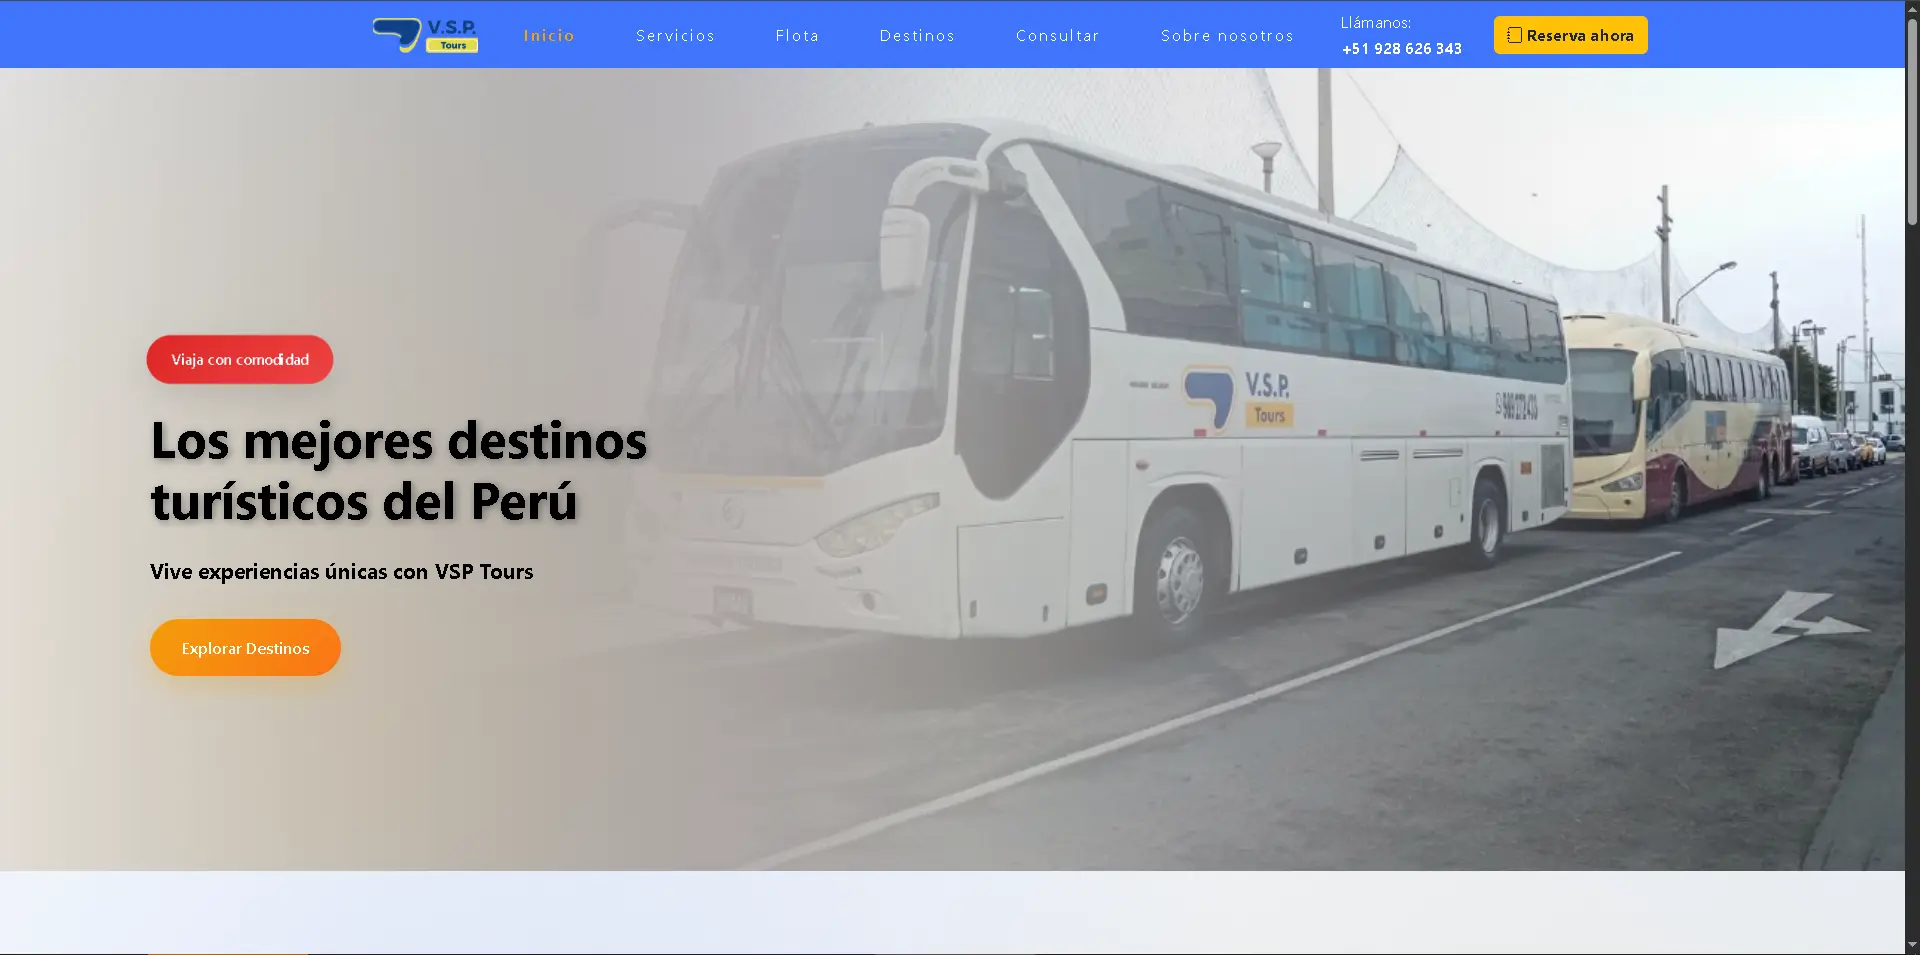 V.S.P.
Tours
Inicio
Servicios
Flota
Destinos
Consultar
Sobre nosotros
Llámanos:
+51 928 626 343
Reserva ahora
Viaja con comodidad
Los mejores destinos
turísticos del Perú
Vive experiencias únicas con VSP Tours
Explorar Destinos
V.S.P.
Tours